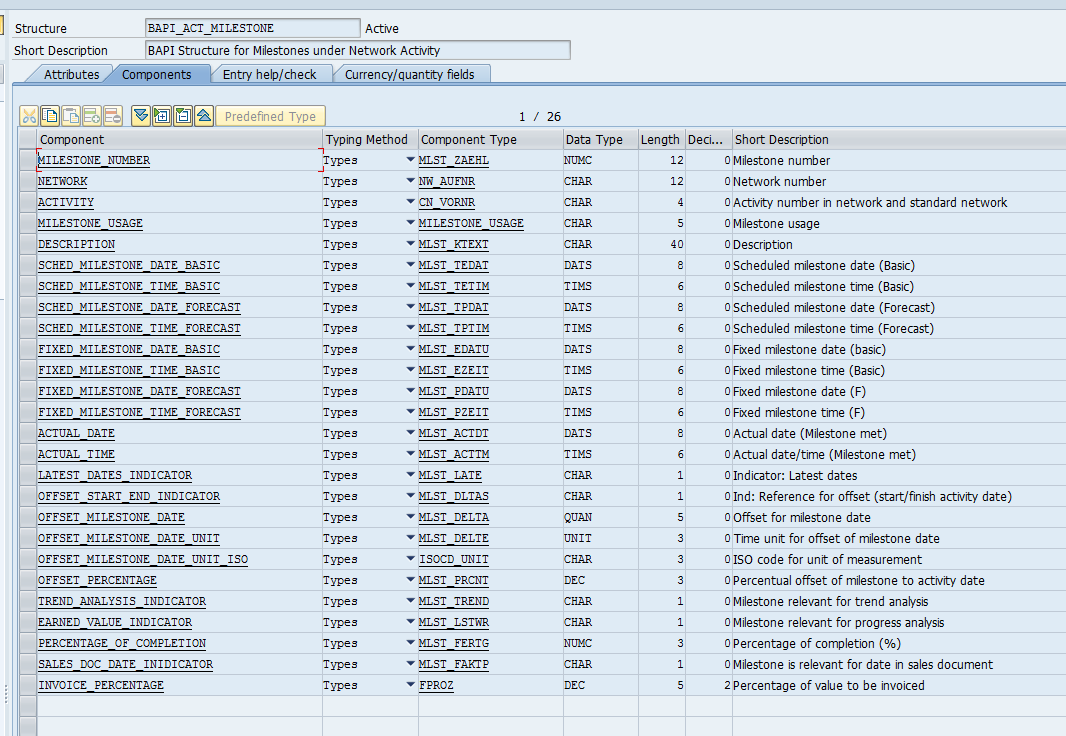 Structure BAPI_ACT_MILESTONE Active
Short Description BAPI Structure for Milestones under Network Activity
Attributes Components Entry help/check Currency/quantity fields
Predefined Type 1 / 26
Component Typing Method Component Type Data Type Length Deci... Short Description
MILESTONE_NUMBER Types MLST_ZAEHL NUMC 12 0 Milestone number
NETWORK Types NW_AUFNR CHAR 12 0 Network number
ACTIVITY Types CN_VORNR CHAR 4 0 Activity number in network and standard network
MILESTONE_USAGE Types MILESTONE_USAGE CHAR 5 0 Milestone usage
DESCRIPTION Types MLST_KTEXT CHAR 40 0 Description
SCHED_MILESTONE_DATE_BASIC Types MLST_TEDAT DATS 8 0 Scheduled milestone date (Basic)
SCHED_MILESTONE_TIME_BASIC Types MLST_TETIM TIMS 6 0 Scheduled milestone time (Basic)
SCHED_MILESTONE_DATE_FORECAST Types MLST_TPDAT DATS 8 0 Scheduled milestone date (Forecast)
SCHED_MILESTONE_TIME_FORECAST Types MLST_TPTIM TIMS 6 0 Scheduled milestone time (Forecast)
FIXED_MILESTONE_DATE_BASIC Types MLST_EDATU DATS 8 0 Fixed milestone date (basic)
FIXED_MILESTONE_TIME_BASIC Types MLST_EZEIT TIMS 6 0 Fixed milestone time (Basic)
FIXED_MILESTONE_DATE_FORECAST Types MLST_PDATU DATS 8 0 Fixed milestone date (F)
FIXED_MILESTONE_TIME_FORECAST Types MLST_PZEIT TIMS 6 0 Fixed milestone time (F)
ACTUAL_DATE Types MLST_ACTDT DATS 8 0 Actual date (Milestone met)
ACTUAL_TIME Types MLST_ACTTM TIMS 6 0 Actual date/time (Milestone met)
LATEST_DATES_INDICATOR Types MLST_LATE CHAR 1 0 Indicator: Latest dates
OFFSET_START_END_INDICATOR Types MLST_DLTAS CHAR 1 0 Ind: Reference for offset (start/finish activity date)
OFFSET_MILESTONE_DATE Types MLST_DELTA QUAN 5 0 Offset for milestone date
OFFSET_MILESTONE_DATE_UNIT Types MLST_DELTE UNIT 3 0 Time unit for offset of milestone date
OFFSET_MILESTONE_DATE_UNIT_ISO Types ISOCD_UNIT CHAR 3 0 ISO code for unit of measurement
OFFSET_PERCENTAGE Types MLST_PRCNT DEC 3 0 Percentual offset of milestone to activity date
TREND_ANALYSIS_INDICATOR Types MLST_TREND CHAR 1 0 Milestone relevant for trend analysis
EARNED_VALUE_INDICATOR Types MLST_LSTWR CHAR 1 0 Milestone relevant for progress analysis
PERCENTAGE_OF_COMPLETION Types MLST_FERTG NUMC 3 0 Percentage of completion (%)
SALES_DOC_DATE_INIDICATOR Types MLST_FAKTP CHAR 1 0 Milestone is relevant for date in sales document
INVOICE_PERCENTAGE Types FPROZ DEC 5 2 Percentage of value to be invoiced